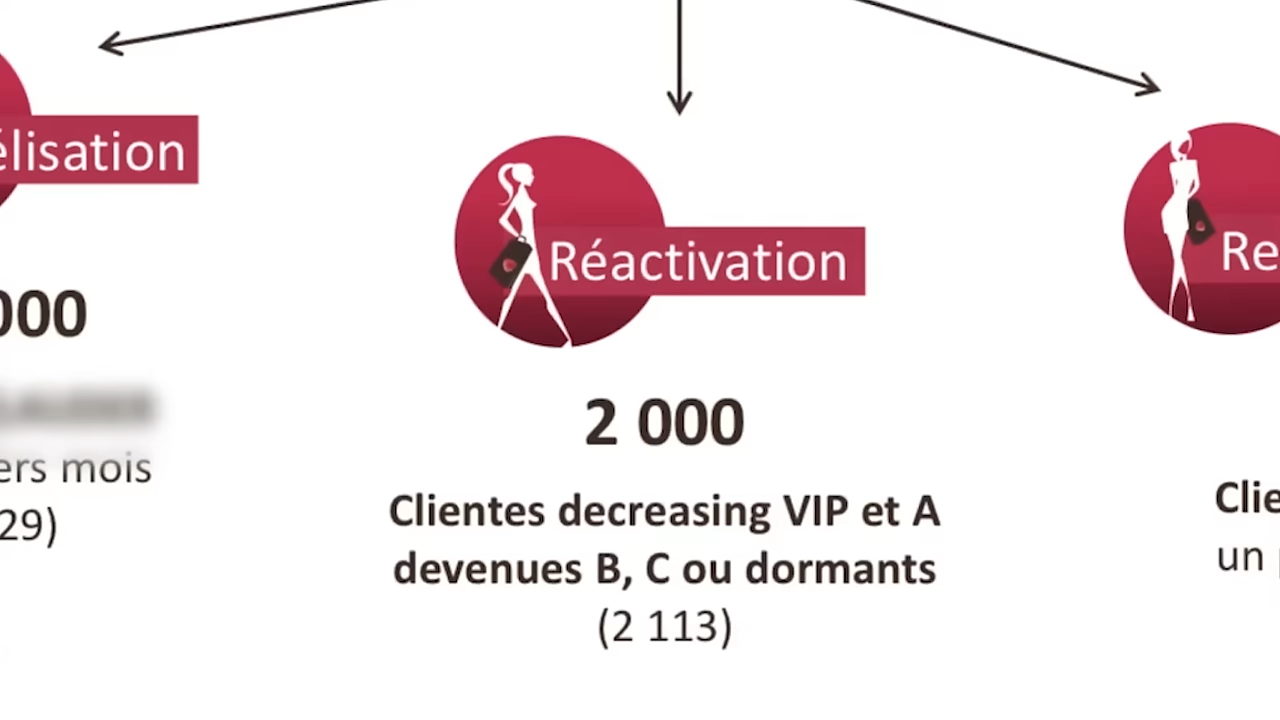 élisation
Réactivation
Re
000
2 000
ers mois
29)
Clientes decreasing VIP et A
devenues B, C ou dormants
(2 113)
Clie
un